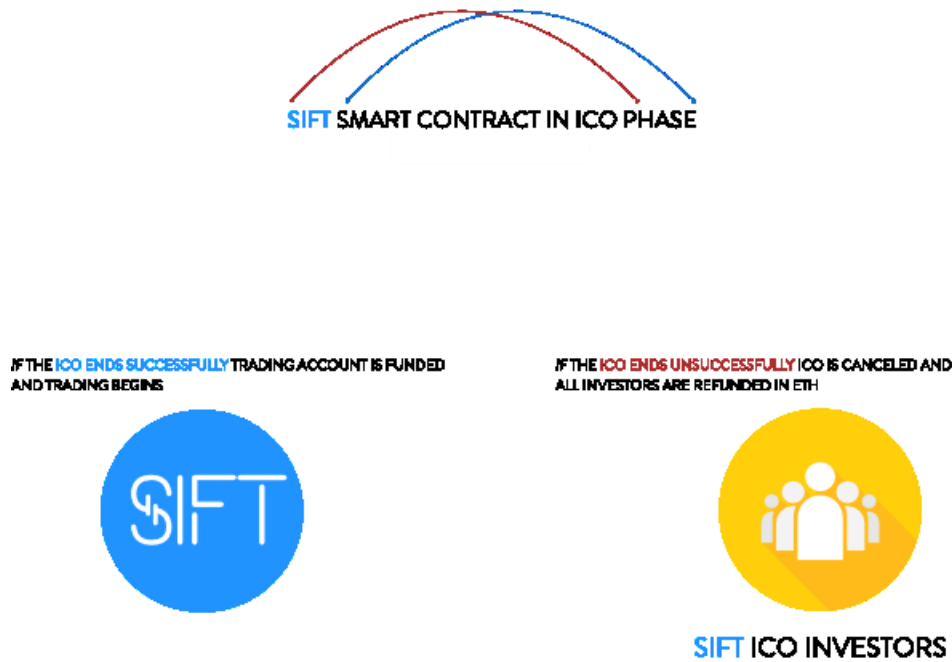 SIFT SMART CONTRACT IN ICO PHASE
IF THE ICO ENDS SUCCESSFULLY TRADING ACCOUNT IS FUNDED
AND TRADING BEGINS
IF THE ICO ENDS UNSUCCESSFULLY ICO IS CANCELED AND
ALL INVESTORS ARE REFUNDED IN ETH
SIFT
SIFT ICO INVESTORS